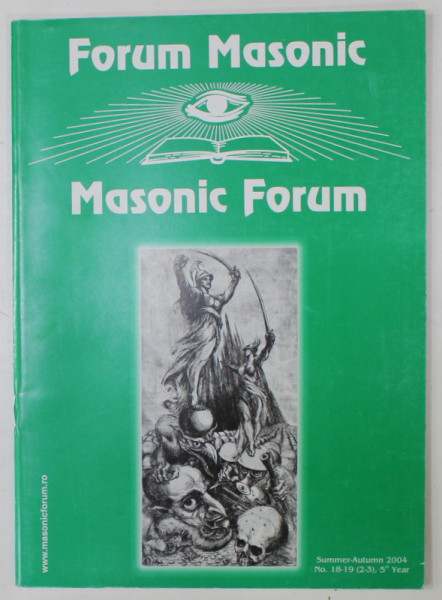 Forum Masonic
Masonic Forum
www.masonicforum.ro
Summer-Autumn 2004
No. 18-19 (2-3), 5th Year